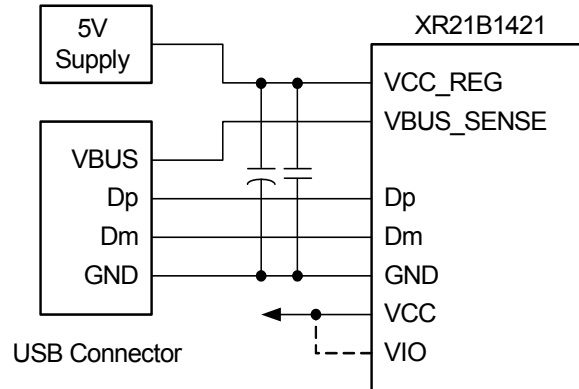 5V
Supply
XR21B1421
VCC_REG
VBUS_SENSE
VBUS
Dp
Dp
Dm
Dm
GND
GND
VCC
VIO
USB Connector